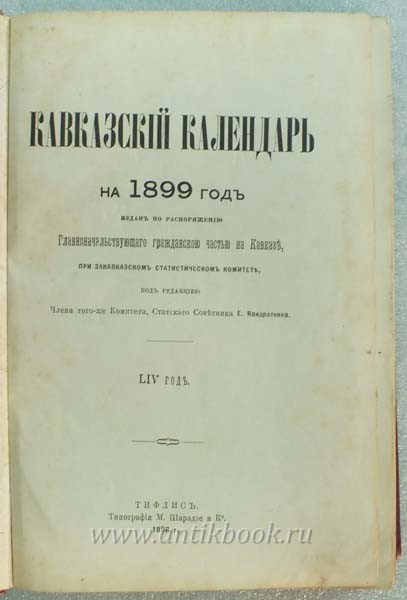 КАВКАЗСКІЙ КАЛЕНДАРЬ
НА 1899 ГОДЪ
ИЗДАНЪ ПО РАСПОРЯЖЕНІЮ
Главноначальствующаго гражданскою частью на Кавказѣ,
ПРИ ЗАКАВКАЗСКОМЪ СТАТИСТИЧЕСКОМЪ КОМИТЕТѢ,
ПОДЪ РЕДАКЦІЕЮ
Члена того-же Комитета, Статскаго Совѣтника Е. Кондратенко.
LIV ГОДЪ.
ТИФЛИСЪ.
Типографія М. Шарадзе и К°.
1898 г.
www.antikbook.ru